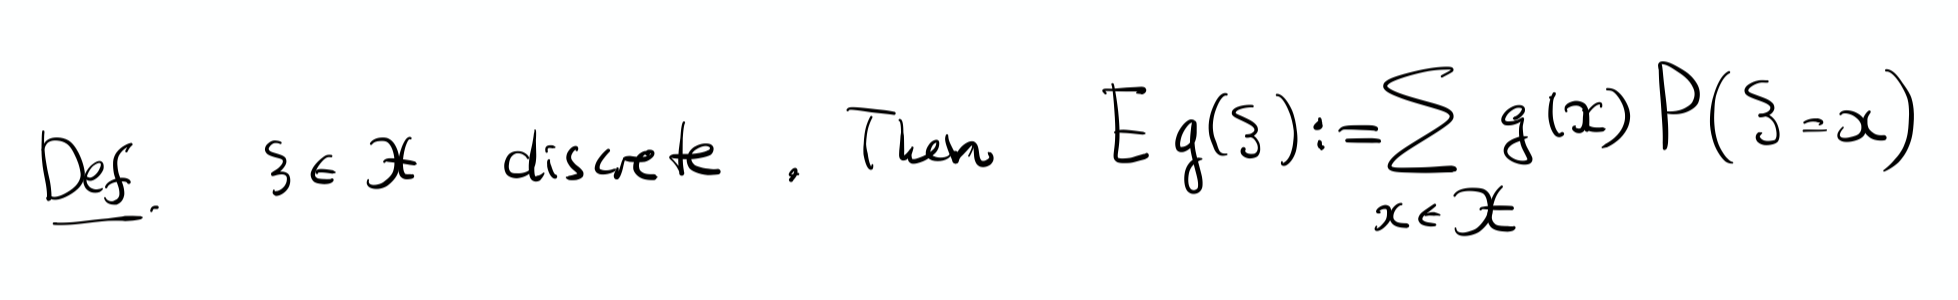 Def. ξ ∈ 𝒳 discrete. Then E g(ξ) := ∑_{x ∈ 𝒳} g(x) P(ξ = x)